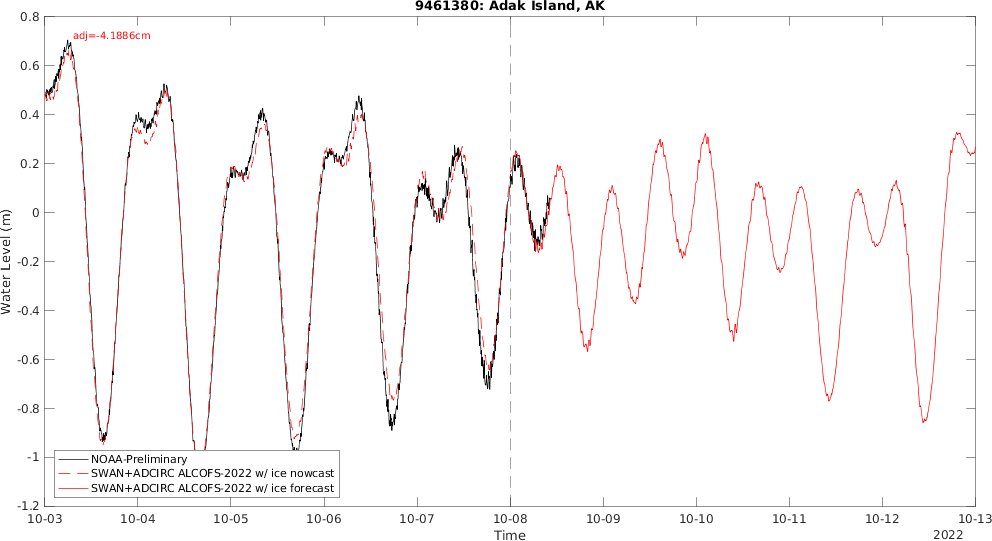 9461380: Adak Island, AK
adj=-4.1886cm
0.8
0.6
0.4
0.2
0
-0.2
-0.4
-0.6
-0.8
-1
-1.2
Water Level (m)
NOAA-Preliminary
SWAN+ADCIRC ALCOFS-2022 w/ ice nowcast
SWAN+ADCIRC ALCOFS-2022 w/ ice forecast
10-03 10-04 10-05 10-06 10-07 10-08 10-09 10-10 10-11 10-12 10-13
Time
2022